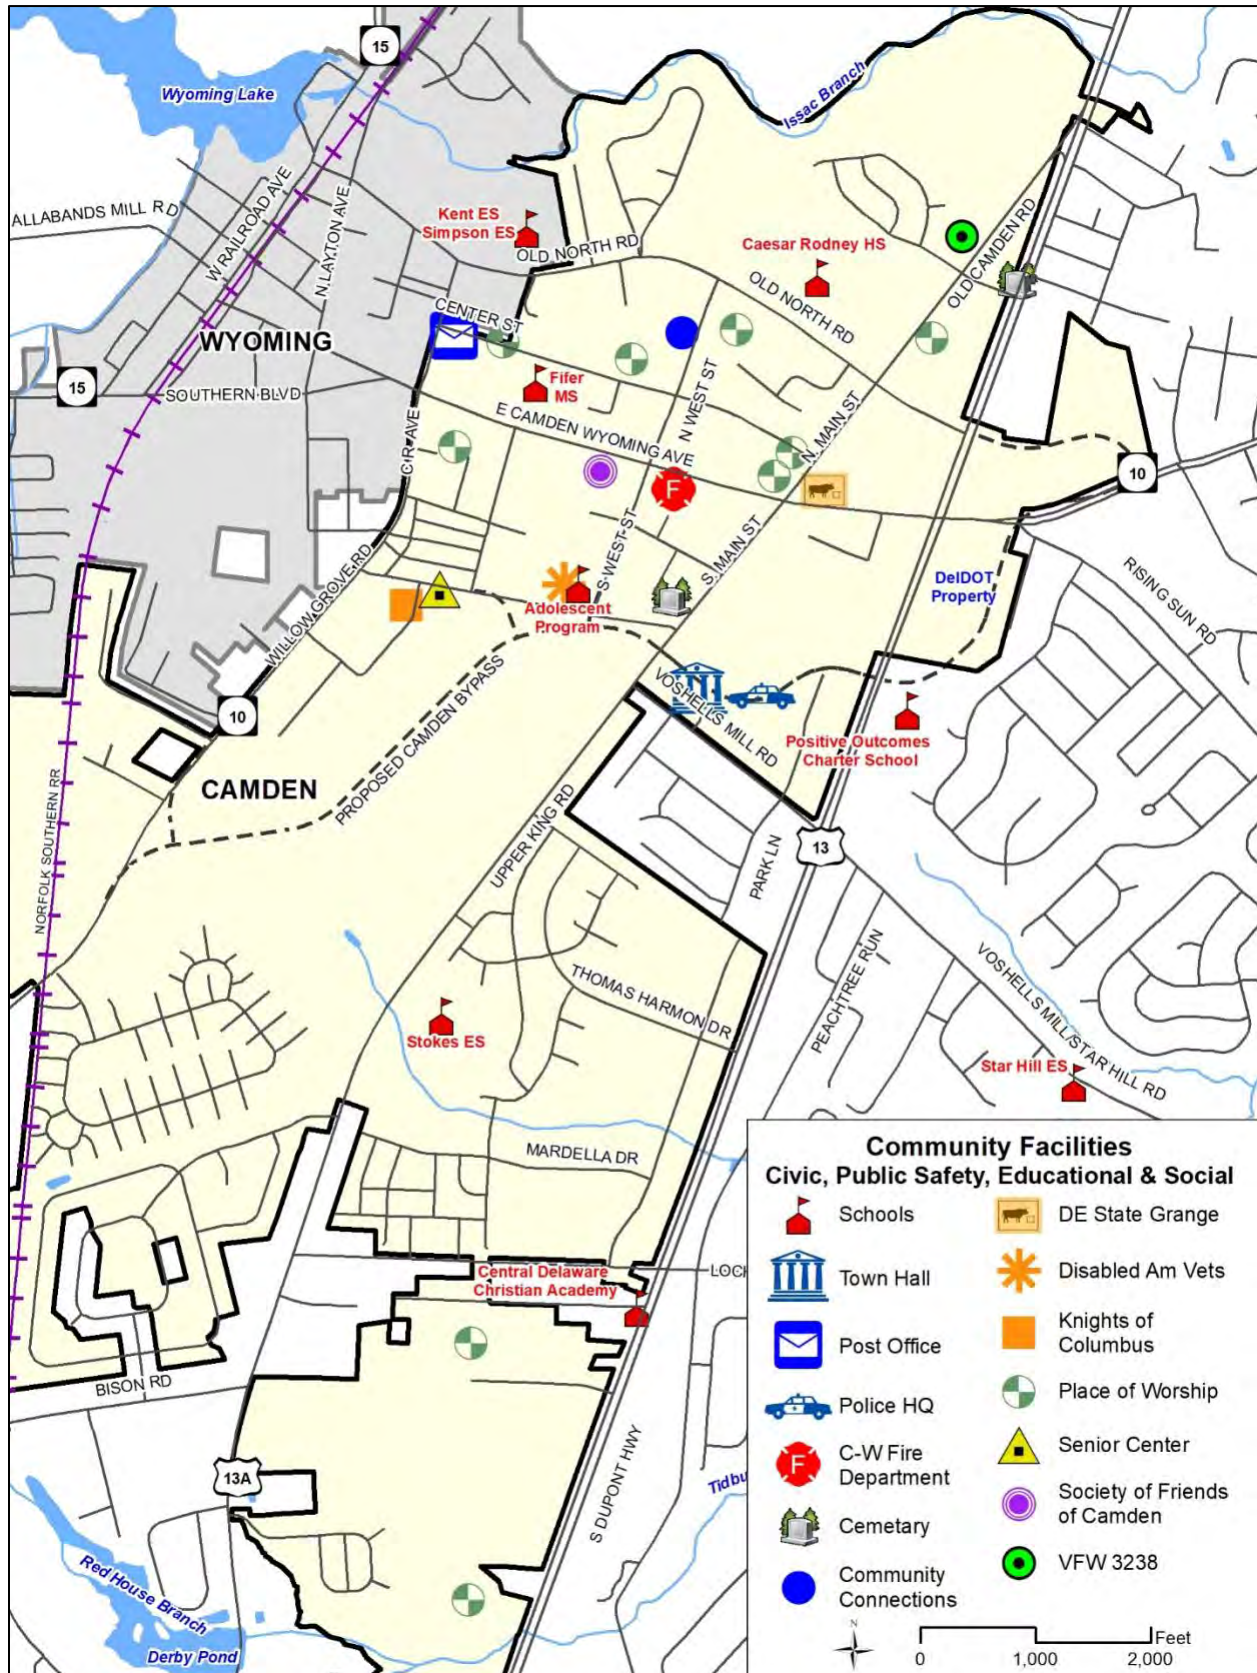 15
Wyoming Lake
Issac Branch
ALLABANDS MILL RD
W RAILROAD AVE
N LAYTON AVE
Kent ES
Simpson ES
OLD NORTH RD
Caesar Rodney HS
OLD CAMDEN RD
OLD NORTH RD
CENTER ST
WYOMING
15
SOUTHERN BLVD
Fifer
MS
N WEST ST
N. MAIN ST
E CAMDEN WYOMING AVE
CR AVE
10
F
S WEST ST
S. MAIN ST
DelDOT
Property
RISING SUN RD
WILLOW GROVE RD
Adolescent
Program
10
PROPOSED CAMDEN BYPASS
VOSHELLS MILL RD
Positive Outcomes
Charter School
CAMDEN
13
NORFOLK SOUTHERN RR
UPPER KING RD
PARK LN
PEACHTREE RUN
VOSHELLS MILL/STAR HILL RD
THOMAS HARMON DR
Stokes ES
Star Hill ES
MARDELLA DR
Central Delaware
Christian Academy
LOCK
BISON RD
13A
S DUPONT HWY
Red House Branch
Derby Pond
Community Facilities
Civic, Public Safety, Educational & Social
Schools
Town Hall
Post Office
Police HQ
F
C-W Fire
Department
Cemetary
Community
Connections
DE State Grange
Disabled Am Vets
Knights of
Columbus
Place of Worship
Senior Center
Society of Friends
of Camden
VFW 3238
N
Feet
0
1,000
2,000